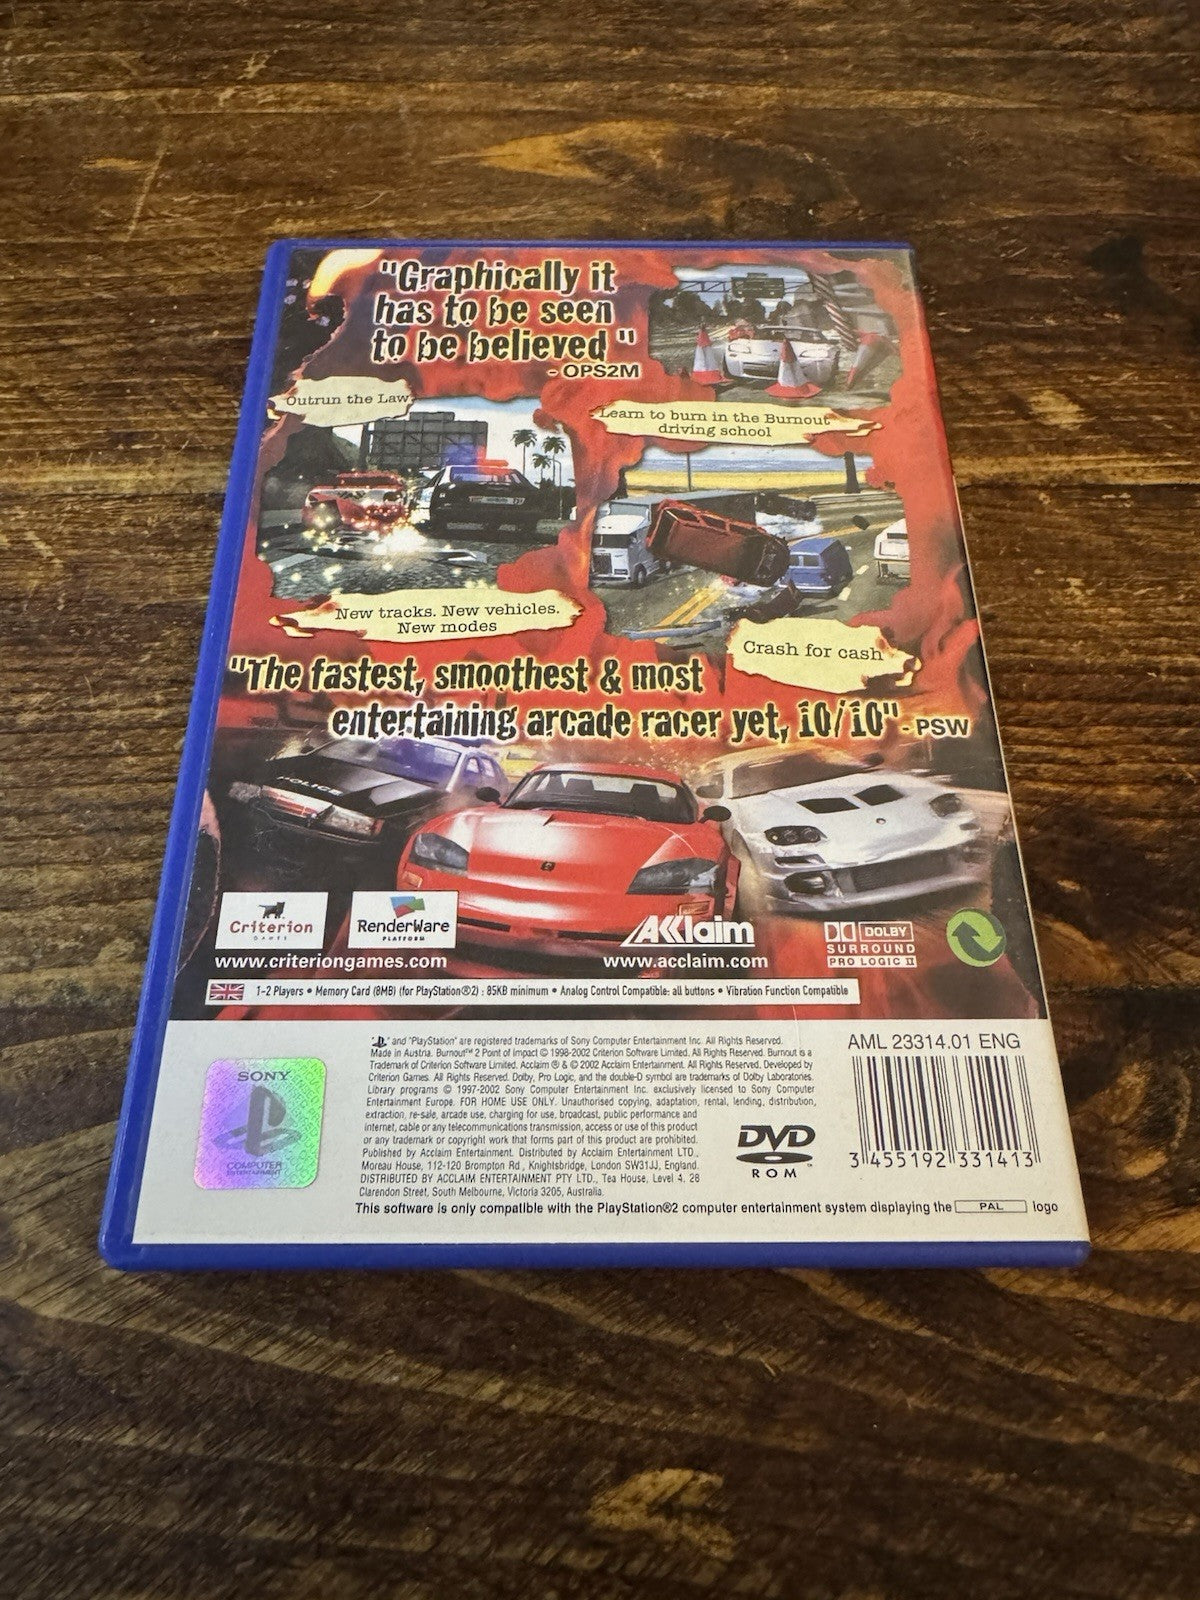 "Graphically it
has to be seen
to be believed"
- OPS2M
Outrun the Law
Learn to burn in the Burnout
driving school
New tracks. New vehicles.
New modes
Crash for cash
"The fastest, smoothest & most
entertaining arcade racer yet, 10/10" - PSW
POLICE
Criterion
GAMES
RenderWare
PLATFORM
AKKlaim
DOLBY
SURROUND
PRO LOGIC II
www.criteriongames.com
www.acclaim.com
1-2 Players • Memory Card (8MB) (for PlayStation®2) : 85KB minimum • Analog Control Compatible: all buttons • Vibration Function Compatible
SONY
COMPUTER
ENTERTAINMENT
" " and "PlayStation" are registered trademarks of Sony Computer Entertainment Inc. All Rights Reserved.
Made in Austria. Burnout™ 2 Point of Impact © 1998-2002 Criterion Software Limited. All Rights Reserved. Burnout is a
Trademark of Criterion Software Limited. Acclaim ® & © 2002 Acclaim Entertainment. All Rights Reserved. Developed by
Criterion Games. All Rights Reserved. Dolby, Pro Logic, and the double-D symbol are trademarks of Dolby Laboratories.
Library programs © 1997-2002 Sony Computer Entertainment Inc. exclusively licensed to Sony Computer
Entertainment Europe. FOR HOME USE ONLY. Unauthorised copying, adaptation, rental, lending, distribution,
extraction, re-sale, arcade use, charging for use, broadcast, public performance and
internet, cable or any telecommunications transmission, access or use of this product
or any trademark or copyright work that forms part of this product are prohibited.
Published by Acclaim Entertainment. Distributed by Acclaim Entertainment LTD.,
Moreau House, 112-120 Brompton Rd., Knightsbridge, London SW31JJ, England.
DISTRIBUTED BY ACCLAIM ENTERTAINMENT PTY LTD., Tea House, Level 4. 28
Clarendon Street, South Melbourne, Victoria 3205, Australia.
This software is only compatible with the PlayStation®2 computer entertainment system displaying the PAL logo
DVD
ROM
AML 23314.01 ENG
3 455192 331413